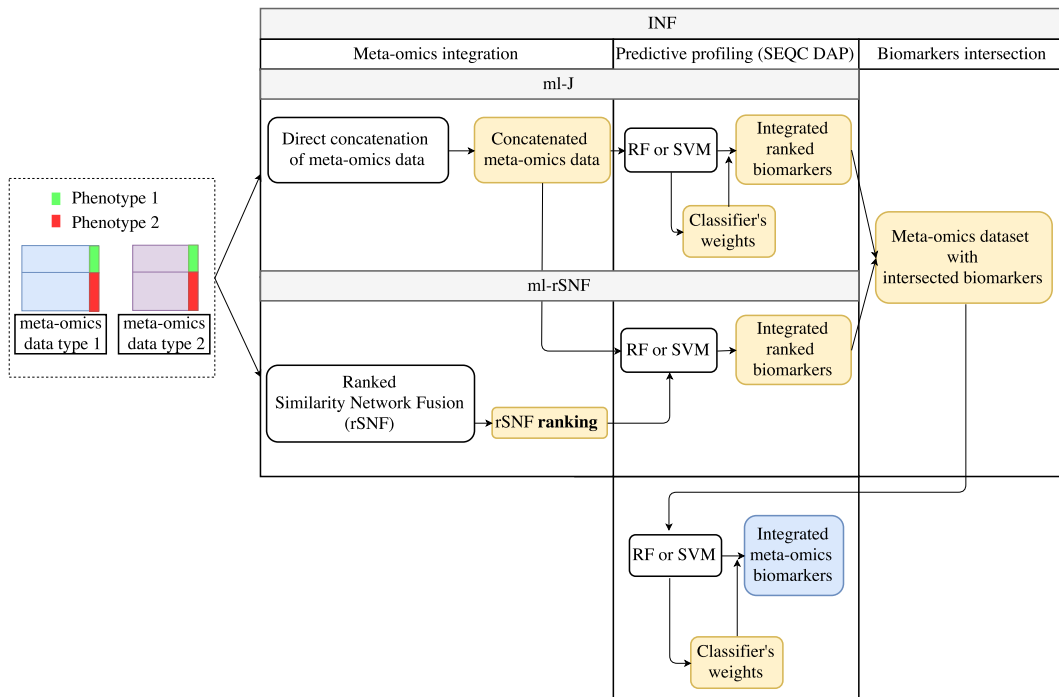 INF
Meta-omics integration
Predictive profiling (SEQC DAP)
Biomarkers intersection
ml-J
Direct concatenation
of meta-omics data
Concatenated
meta-omics data
RF or SVM
Integrated
ranked
biomarkers
Classifier's
weights
Phenotype 1
Phenotype 2
meta-omics
data type 1
meta-omics
data type 2
Meta-omics dataset
with
intersected biomarkers
ml-rSNF
RF or SVM
Integrated
ranked
biomarkers
Ranked
Similarity Network Fusion
(rSNF)
rSNF ranking
RF or SVM
Integrated
meta-omics
biomarkers
Classifier's
weights